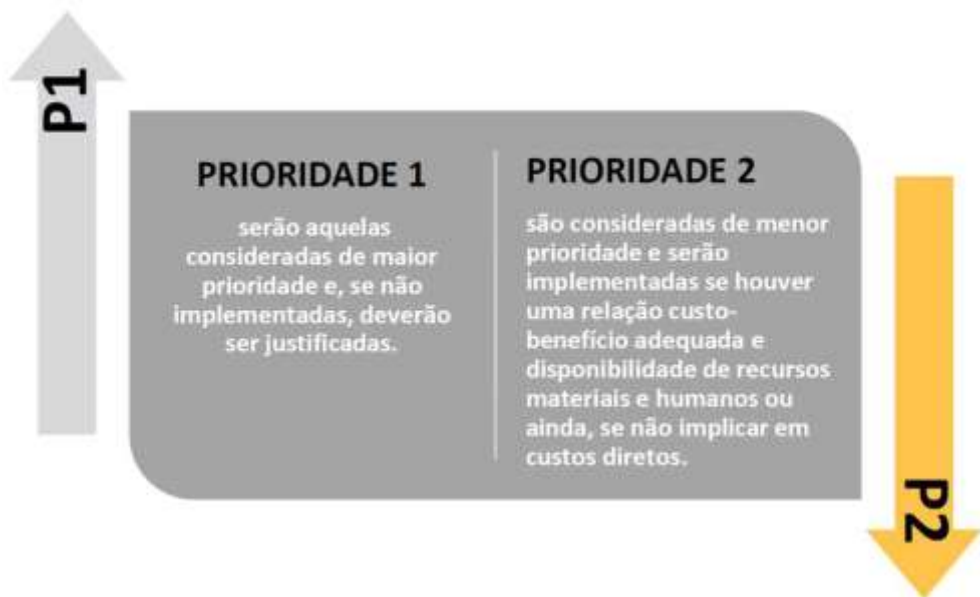 P1
PRIORIDADE 1
serão aquelas
consideradas de maior
prioridade e, se não
implementadas, deverão
ser justificadas.
PRIORIDADE 2
são consideradas de menor
prioridade e serão
implementadas se houver
uma relação custo-
benefício adequada e
disponibilidade de recursos
materiais e humanos ou
ainda, se não implicar em
custos diretos.
P2